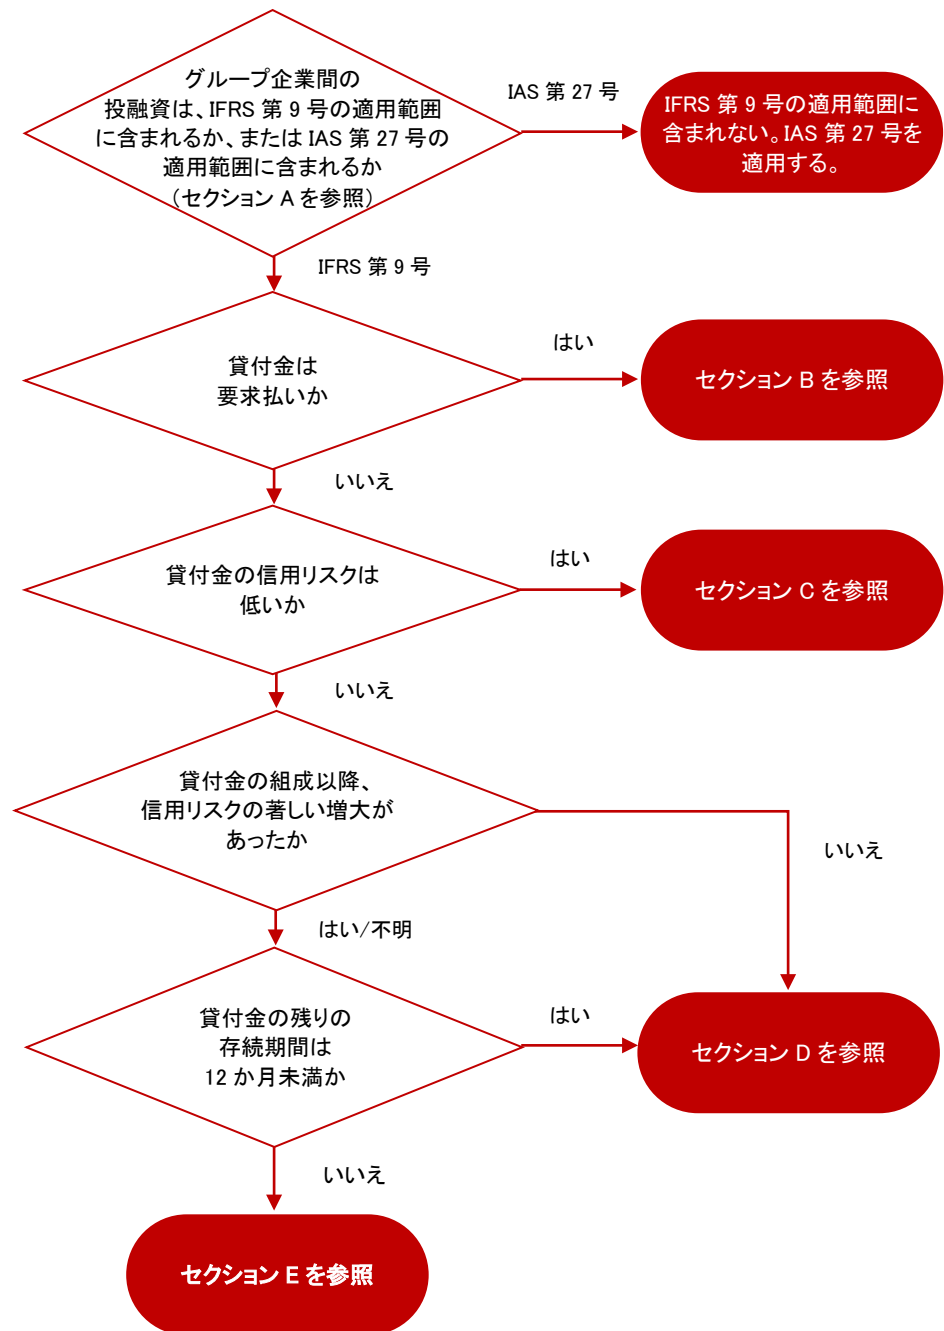 グループ企業間の
投融資は、IFRS 第 9 号の適用範囲
に含まれるか、または IAS 第 27 号の
適用範囲に含まれるか
(セクション A を参照)
IAS 第 27 号
IFRS 第 9 号の適用範囲に
含まれない。IAS 第 27 号を
適用する。
IFRS 第 9 号
貸付金は
要求払いか
はい
セクション B を参照
いいえ
貸付金の信用リスクは
低いか
はい
セクション C を参照
いいえ
貸付金の組成以降、
信用リスクの著しい増大が
あったか
いいえ
はい/不明
貸付金の残りの
存続期間は
12 か月未満か
はい
セクション D を参照
いいえ
セクション E を参照